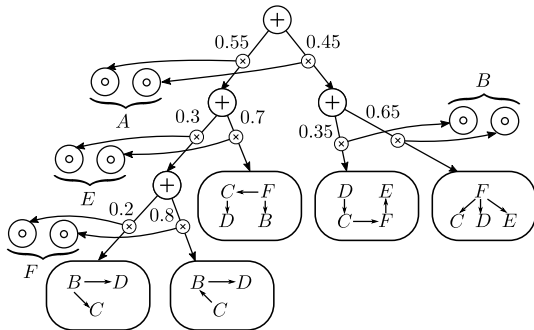 +
0.55 0.45
× ×
A
+ +
B
0.3 0.7 0.35 0.65
× × × ×
E
+
C F
D B
D E
C F
F
C D E
0.2 0.8
× ×
F
B D
C
B D
C